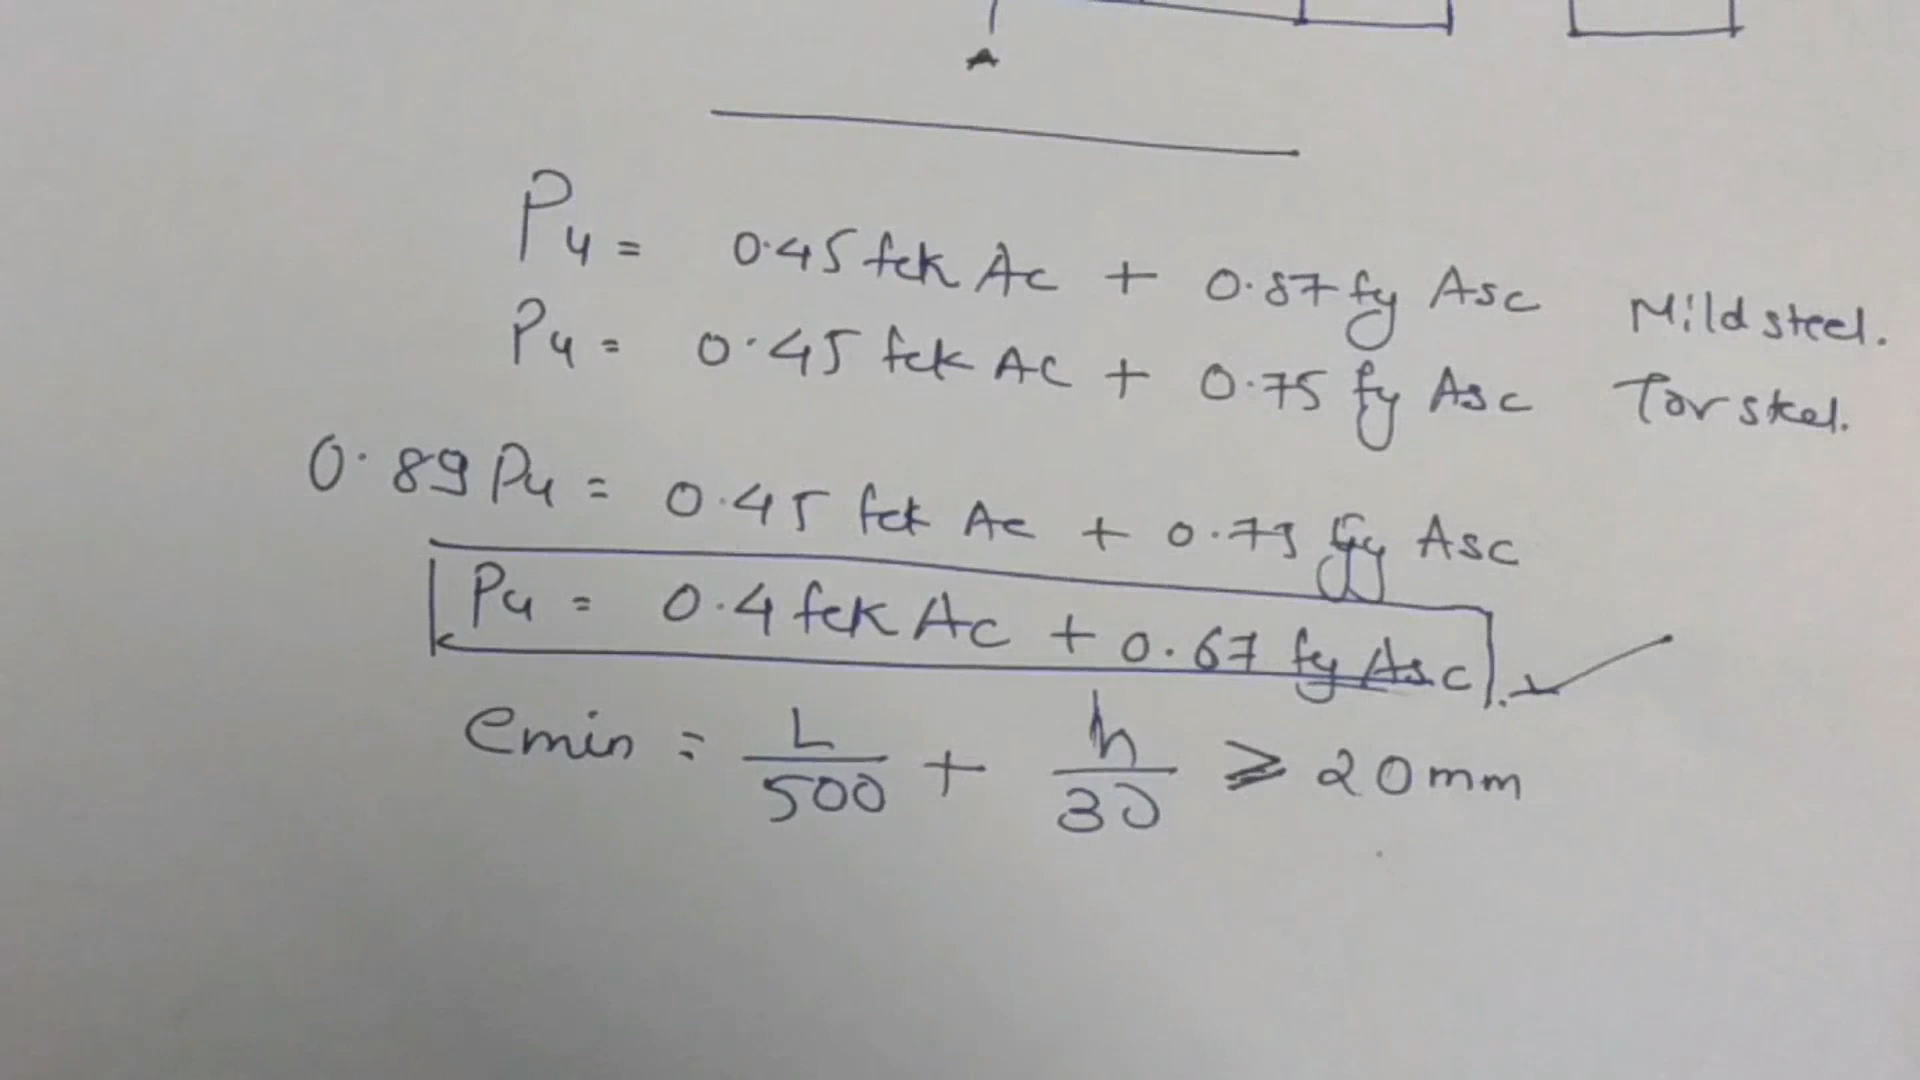 A
Pu = 0.45 fck Ac + 0.87 fy Asc Mild steel.
Pu = 0.45 fck Ac + 0.75 fy Asc Tor steel.
0.89 Pu = 0.45 fck Ac + 0.75 fy Asc
Pu = 0.4 fck Ac + 0.67 fy Asc.
emin = L/500 + h/30 ≥ 20mm